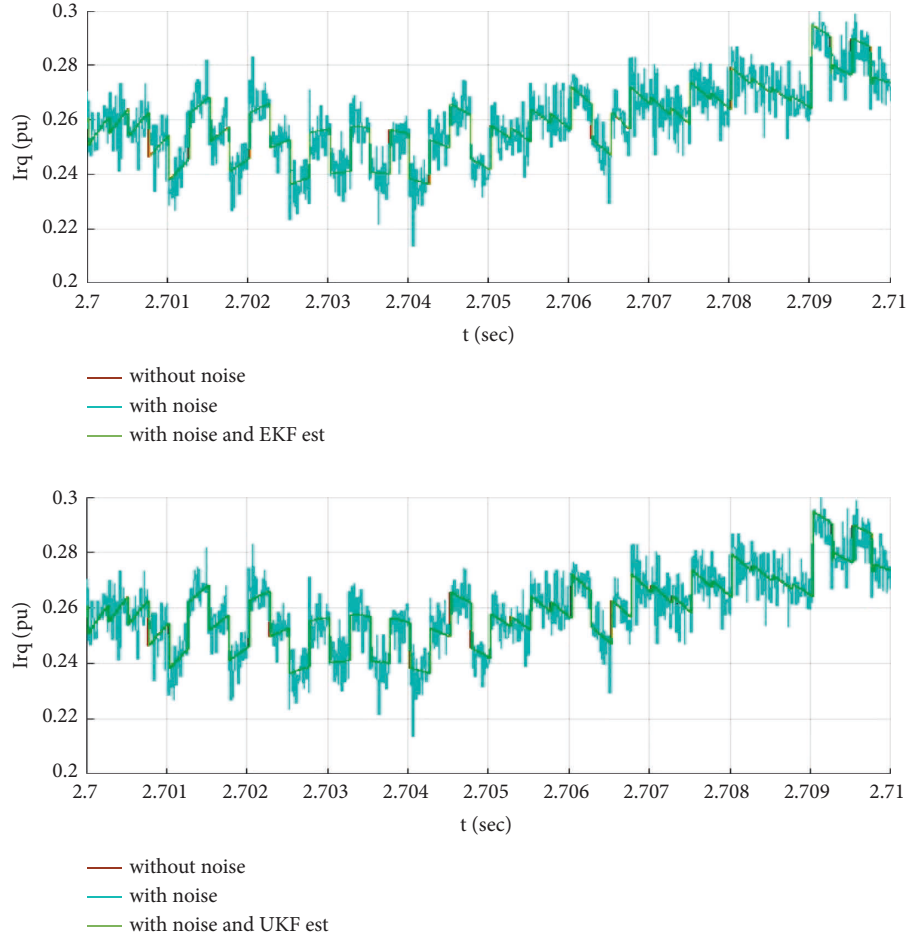 0.3
0.28
0.26
0.24
0.22
0.2
Irq (pu)
2.7 2.701 2.702 2.703 2.704 2.705 2.706 2.707 2.708 2.709 2.71
t (sec)
without noise
with noise
with noise and EKF est
0.3
0.28
0.26
0.24
0.22
0.2
Irq (pu)
2.7 2.701 2.702 2.703 2.704 2.705 2.706 2.707 2.708 2.709 2.71
t (sec)
without noise
with noise
with noise and UKF est